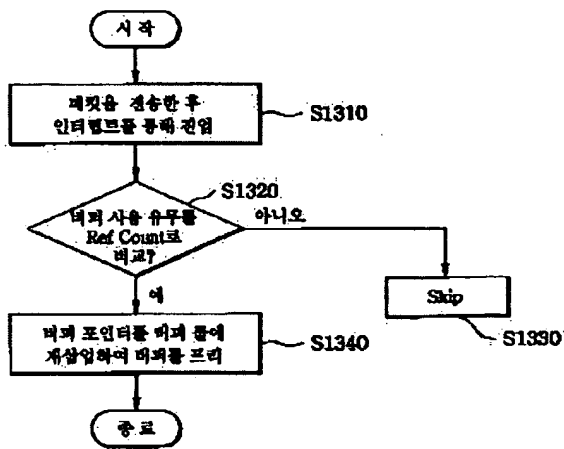 시 작
패킷을 전송한 후
인터럽트를 통해 진입
S1310
S1320
버퍼 사용 유무를
Ref Count로
비교?
아니오
예
Skip
S1330
버퍼 포인터를 버퍼 풀에
재삽입하여 버퍼를 프리
S1340
종 료